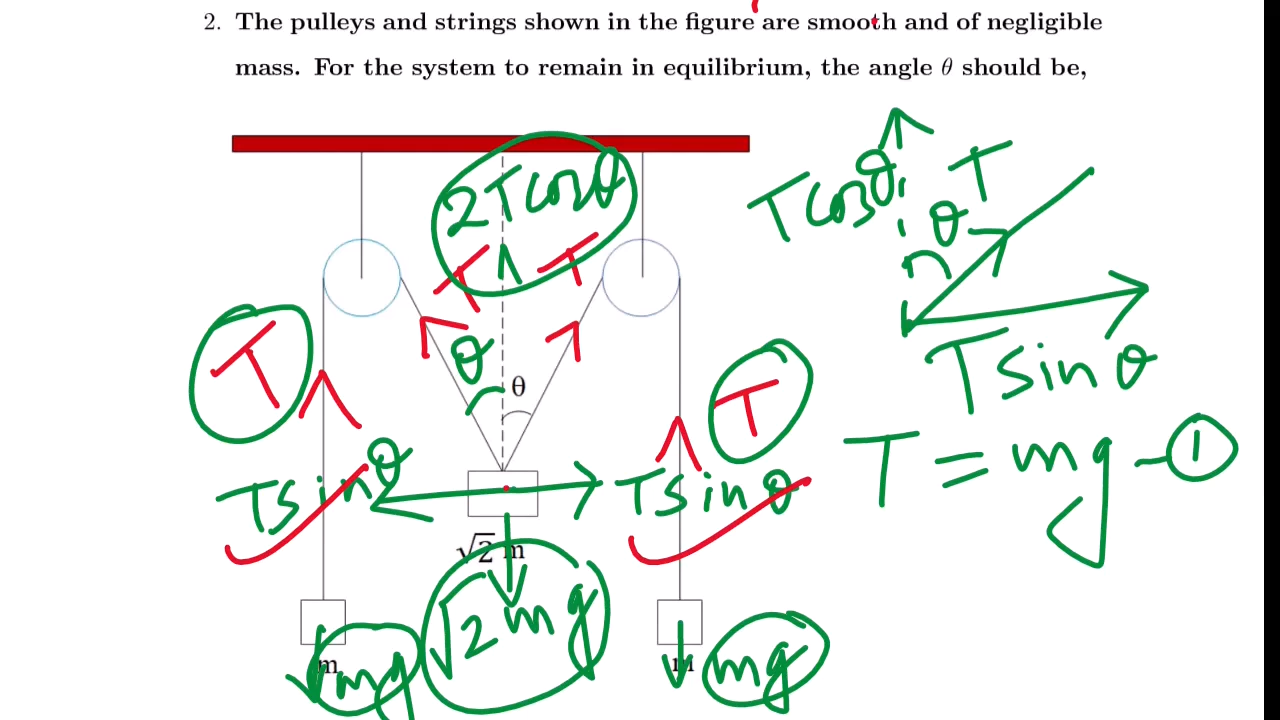 2. The pulleys and strings shown in the figure are smooth and of negligible
mass. For the system to remain in equilibrium, the angle θ should be,
2Tcosθ
Tcosθ
T
θ
T
T
T
θ
θ
Tsinθ
T
T = mg - 1
Tsinθ
Tsinθ
√2 m
√2mg
m
mg
m
mg